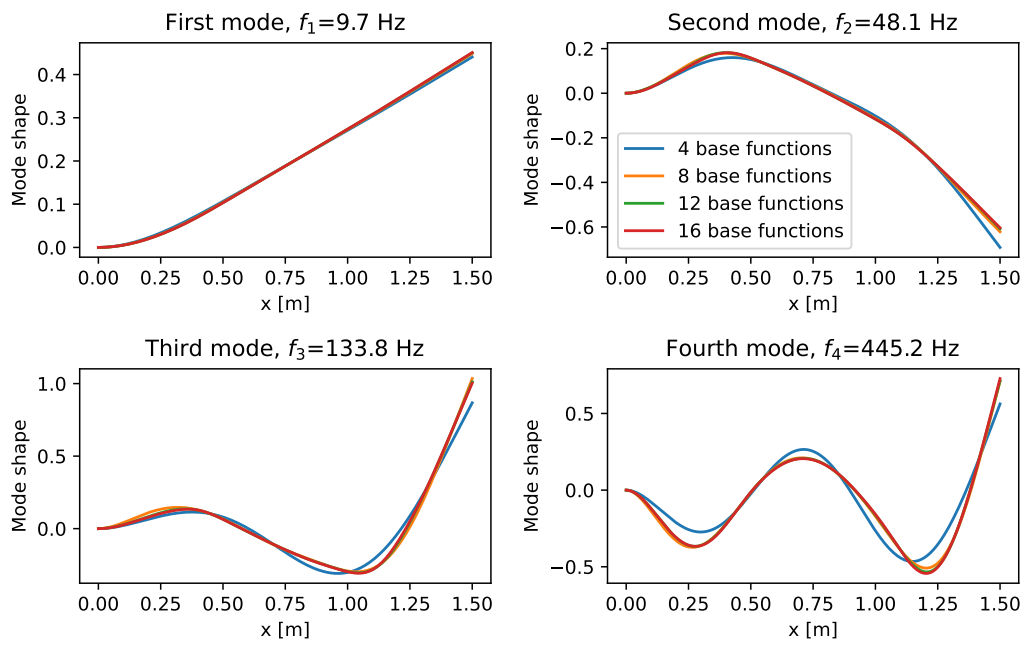 First mode, f₁=9.7 Hz
Mode shape
0.4
0.3
0.2
0.1
0.0
0.00 0.25 0.50 0.75 1.00 1.25 1.50
x [m]
Second mode, f₂=48.1 Hz
Mode shape
0.2
0.0
−0.2
−0.4
−0.6
4 base functions
8 base functions
12 base functions
16 base functions
0.00 0.25 0.50 0.75 1.00 1.25 1.50
x [m]
Third mode, f₃=133.8 Hz
Mode shape
1.0
0.5
0.0
0.00 0.25 0.50 0.75 1.00 1.25 1.50
x [m]
Fourth mode, f₄=445.2 Hz
Mode shape
0.5
0.0
−0.5
0.00 0.25 0.50 0.75 1.00 1.25 1.50
x [m]